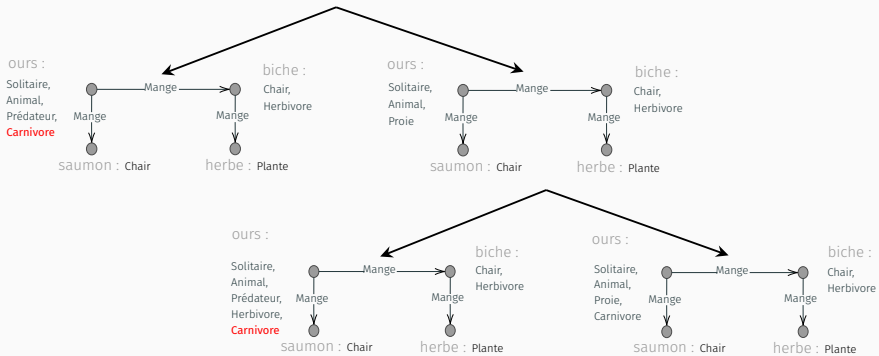 ours :
Solitaire,
Animal,
Prédateur,
Carnivore
Mange
Mange
Mange
biche :
Chair,
Herbivore
saumon : Chair
herbe : Plante
ours :
Solitaire,
Animal,
Proie
Mange
Mange
Mange
biche :
Chair,
Herbivore
saumon : Chair
herbe : Plante
ours :
Solitaire,
Animal,
Prédateur,
Herbivore,
Carnivore
Mange
Mange
Mange
biche :
Chair,
Herbivore
saumon : Chair
herbe : Plante
ours :
Solitaire,
Animal,
Proie,
Carnivore
Mange
Mange
Mange
biche :
Chair,
Herbivore
saumon : Chair
herbe : Plante